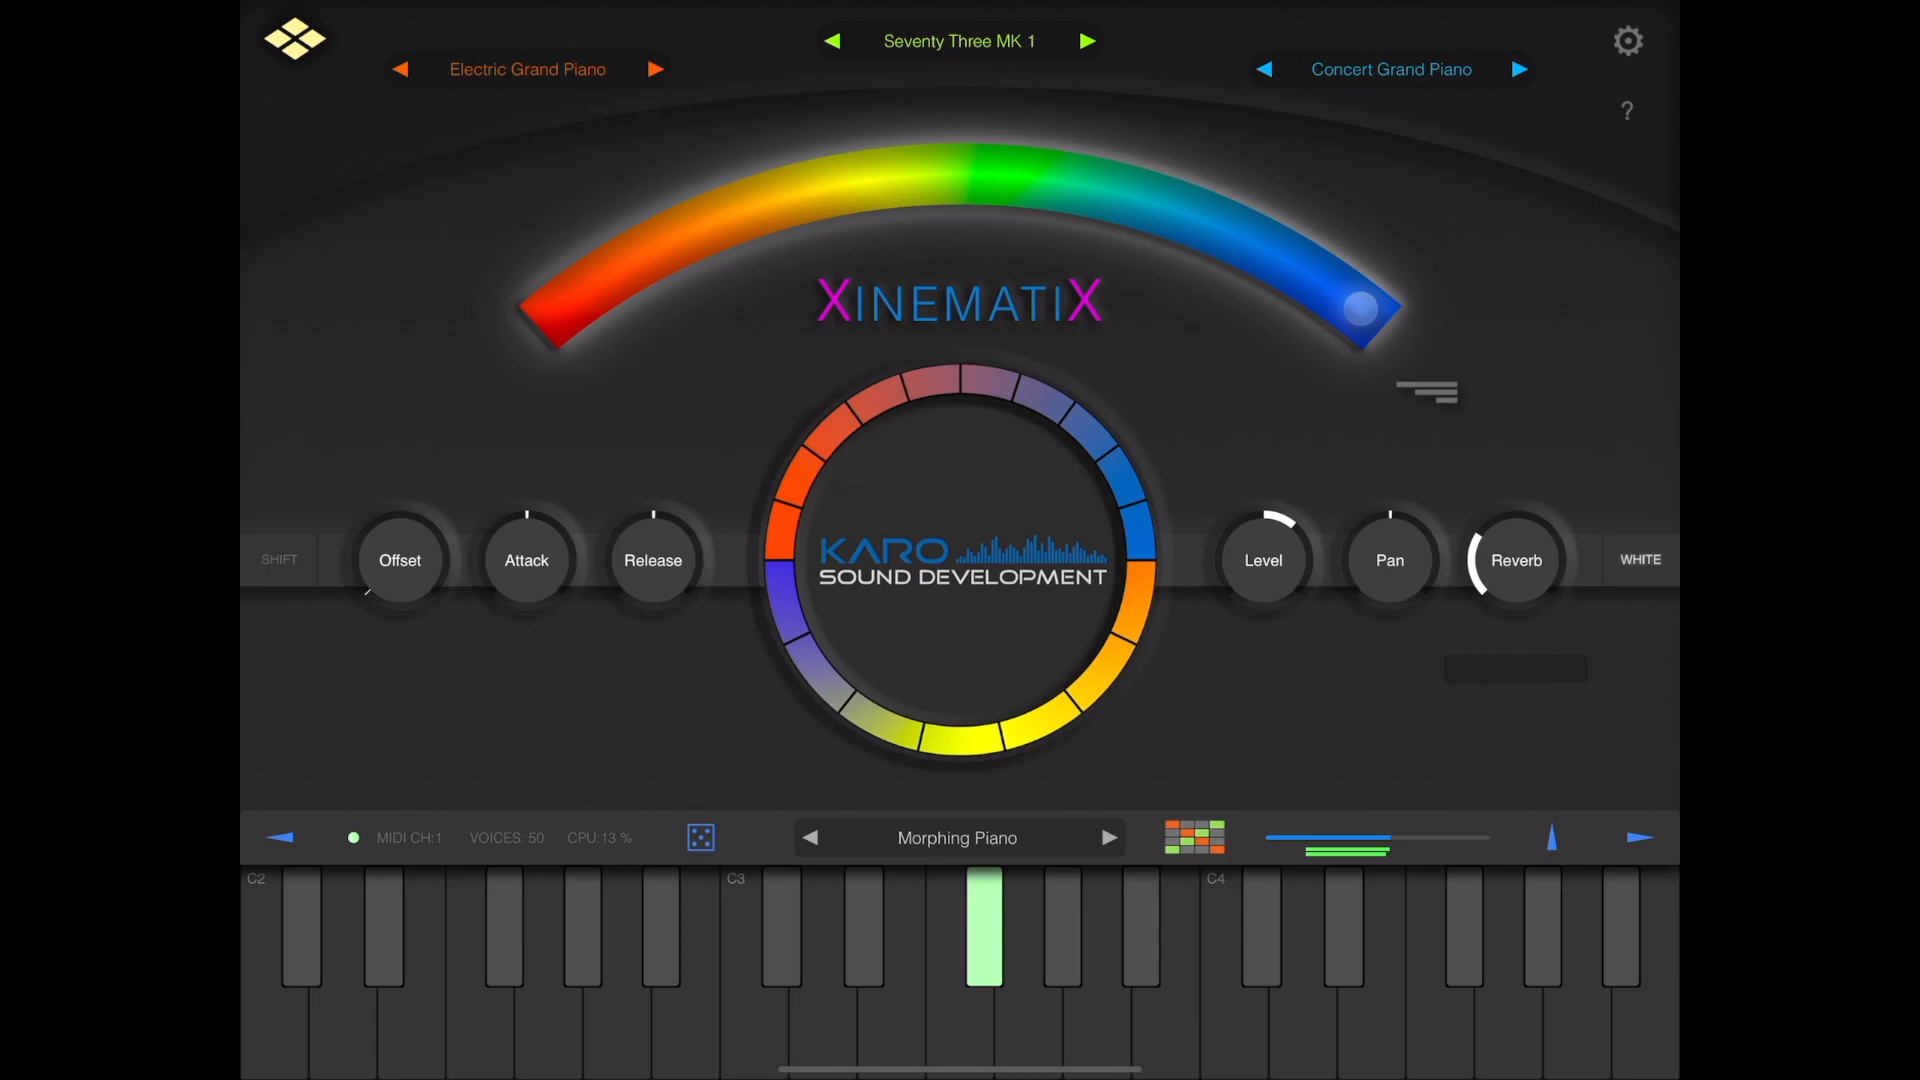 Seventy Three MK 1
Electric Grand Piano
Concert Grand Piano
?
XINEMATIX
SHIFT
Offset
Attack
Release
KARO
SOUND DEVELOPMENT
Level
Pan
Reverb
WHITE
MIDI CH:1
VOICES: 50
CPU:13 %
Morphing Piano
C2
C3
C4